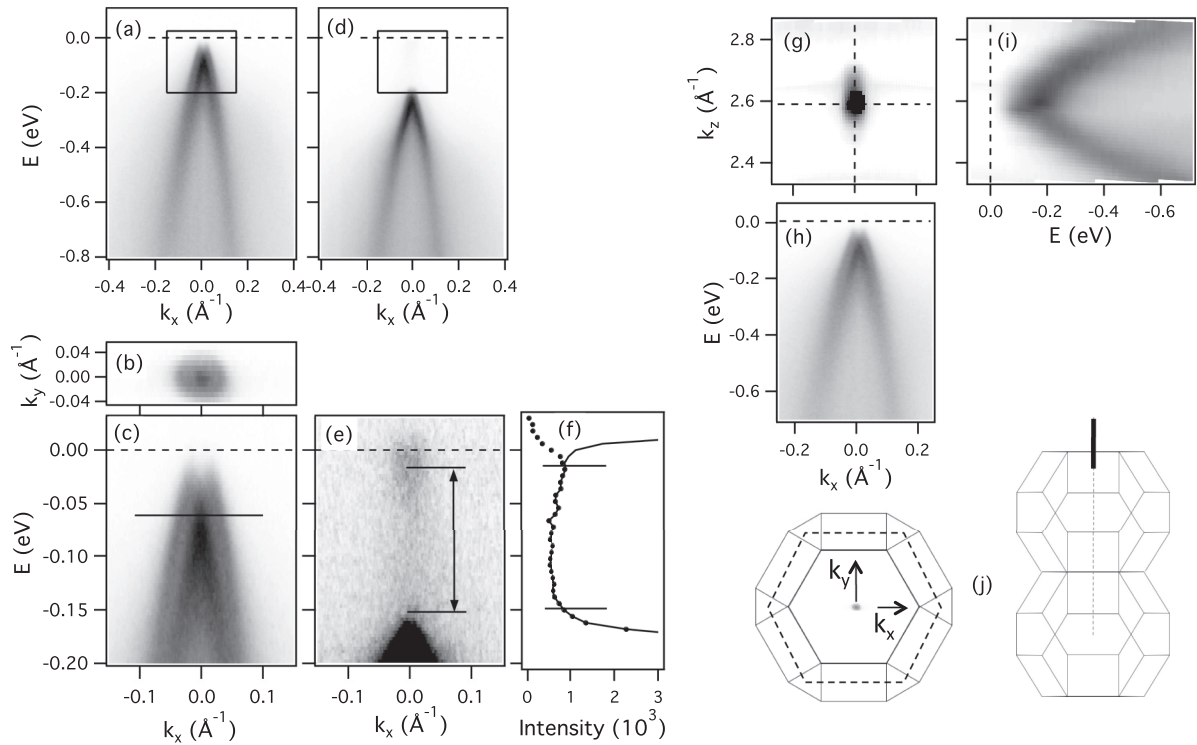 (a)
0.0
-0.2
-0.4
-0.6
-0.8
E (eV)
-0.4 -0.2 0.0 0.2 0.4
kx (Å-1)
(d)
-0.4 -0.2 0.0 0.2 0.4
kx (Å-1)
(b)
0.04
0.00
-0.04
ky (Å-1)
(c)
0.00
-0.05
-0.10
-0.15
-0.20
E (eV)
-0.1 0.0 0.1
kx (Å-1)
(e)
-0.1 0.0 0.1
kx (Å-1)
(f)
0 1 2 3
Intensity (10^3)
(g)
2.8
2.6
2.4
kz (Å-1)
(i)
0.0 -0.2 -0.4 -0.6
E (eV)
(h)
0.0
-0.2
-0.4
-0.6
E (eV)
-0.2 0.0 0.2
kx (Å-1)
ky
kx
(j)